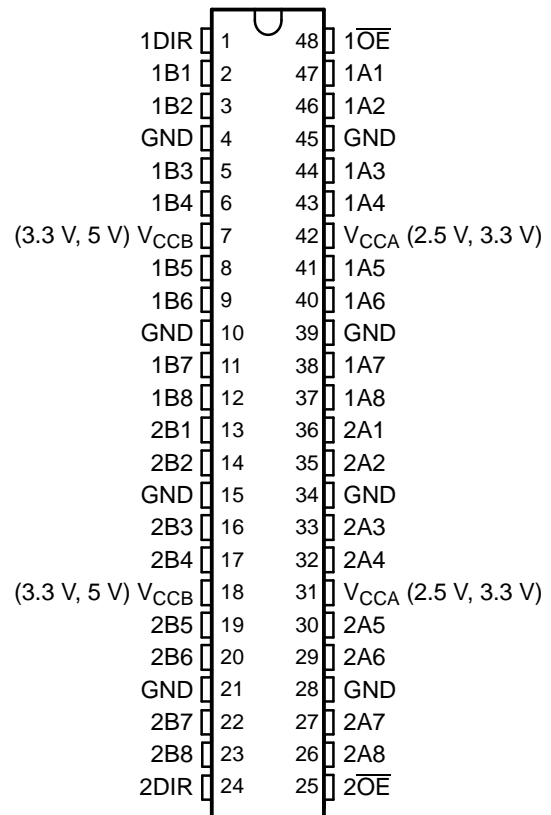 1DIR 1 48 1O̅E̅
1B1 2 47 1A1
1B2 3 46 1A2
GND 4 45 GND
1B3 5 44 1A3
1B4 6 43 1A4
(3.3 V, 5 V) VCCB 7 42 VCCA (2.5 V, 3.3 V)
1B5 8 41 1A5
1B6 9 40 1A6
GND 10 39 GND
1B7 11 38 1A7
1B8 12 37 1A8
2B1 13 36 2A1
2B2 14 35 2A2
GND 15 34 GND
2B3 16 33 2A3
2B4 17 32 2A4
(3.3 V, 5 V) VCCB 18 31 VCCA (2.5 V, 3.3 V)
2B5 19 30 2A5
2B6 20 29 2A6
GND 21 28 GND
2B7 22 27 2A7
2B8 23 26 2A8
2DIR 24 25 2O̅E̅